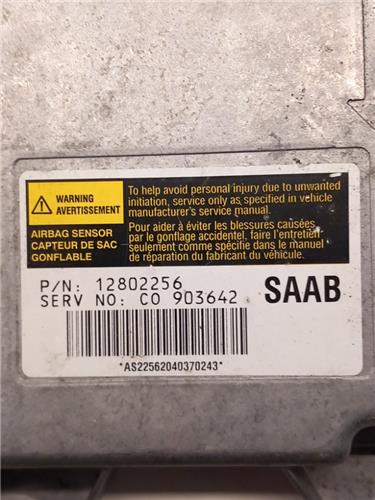 WARNING
AVERTISSEMENT
AIRBAG SENSOR
CAPTEUR DE SAC
GONFLABLE
To help avoid personal injury due to unwanted
initiation, service only as specified in vehicle
manufacturer's service manual.
Pour aider à éviter les blessures causées
par le gonflage accidentel, faire l'entretien
seulement comme spécifié dans le manuel
de réparation du fabricant du véhicule.
P/N: 12802256
SERV NO: CO 903642
SAAB
*AS22562040370243*